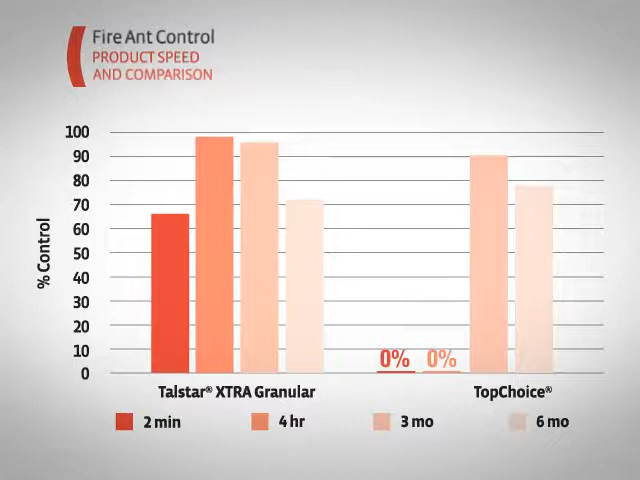 Fire Ant Control
PRODUCT SPEED
AND COMPARISON
% Control
100
90
80
70
60
50
40
30
20
10
0
0% 0%
Talstar® XTRA Granular TopChoice®
2 min 4 hr 3 mo 6 mo